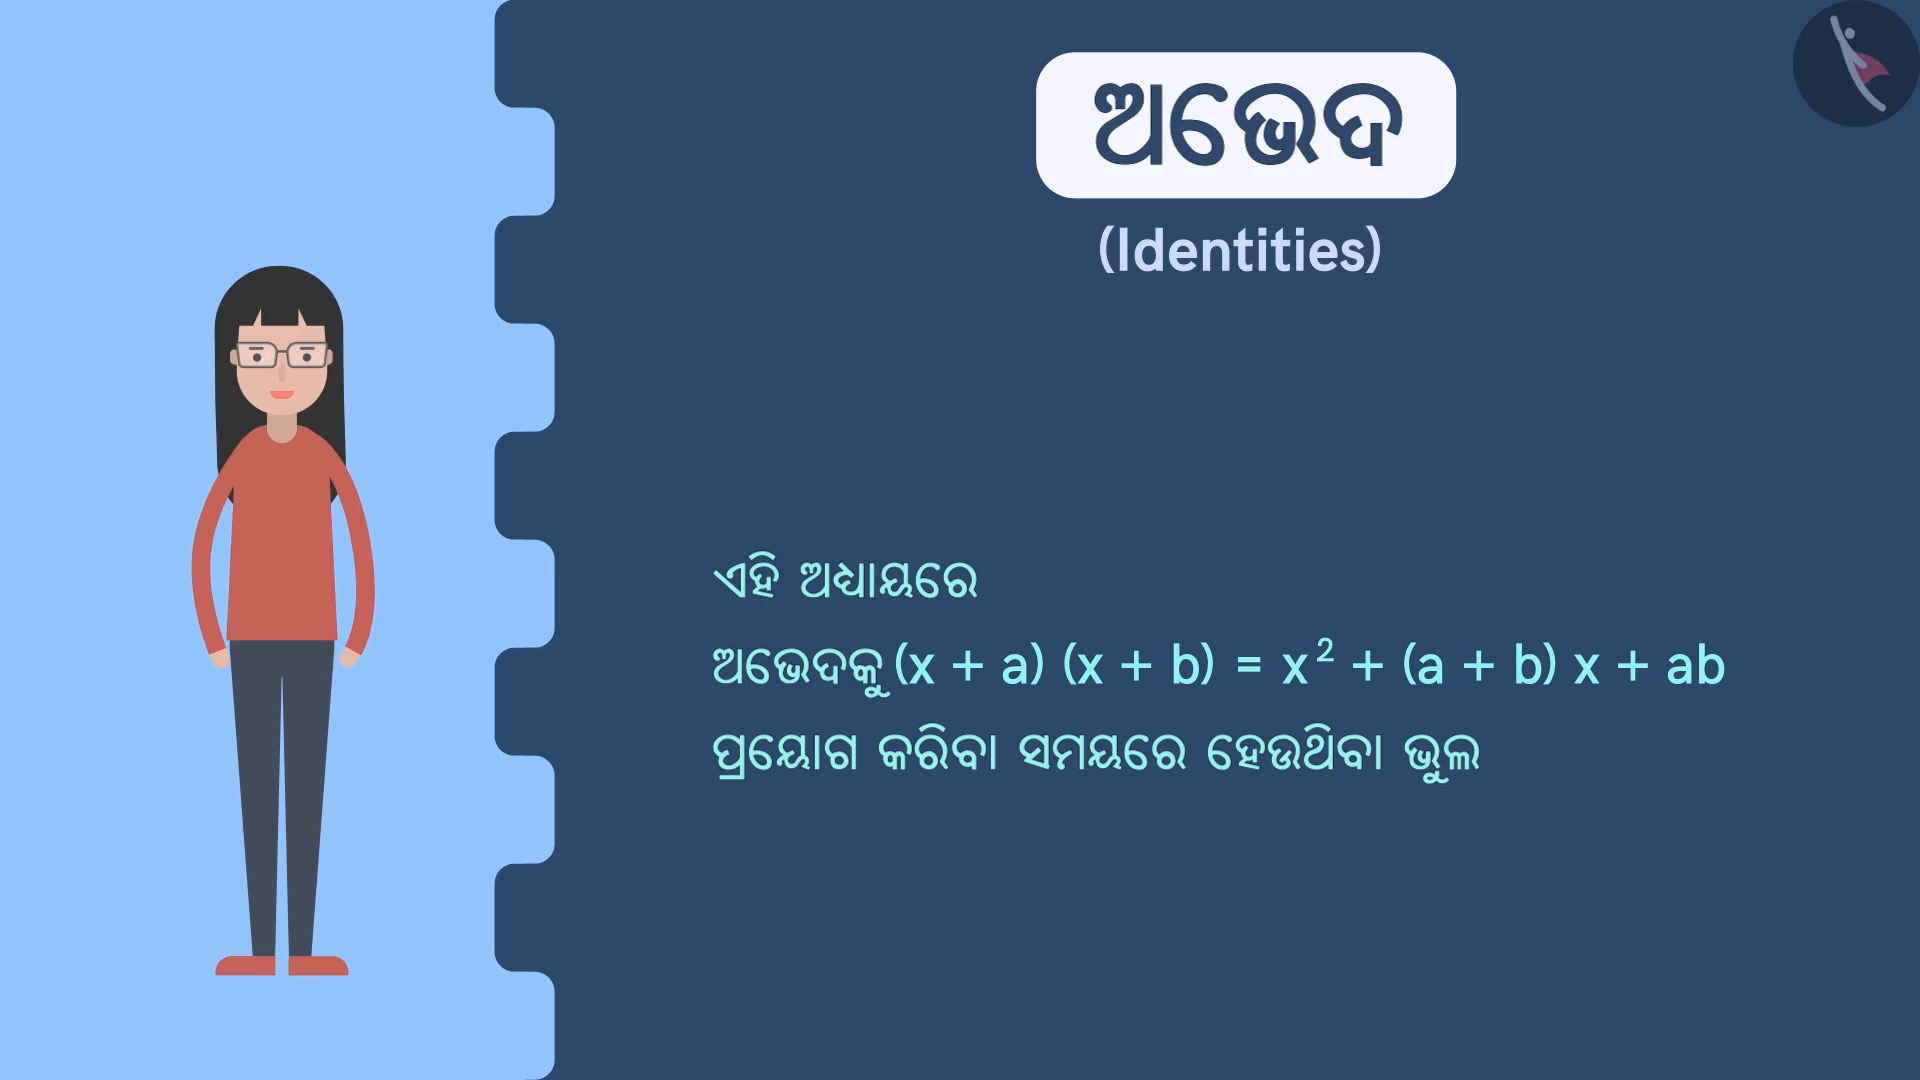 ଅଭେଦ
(Identities)
ଏହି ଅଧ୍ୟାୟରେ
ଅଭେଦକୁ (x + a) (x + b) = x² + (a + b) x + ab
ପ୍ରୟୋଗ କରିବା ସମୟରେ ହେଉଥିବା ଭୁଲ